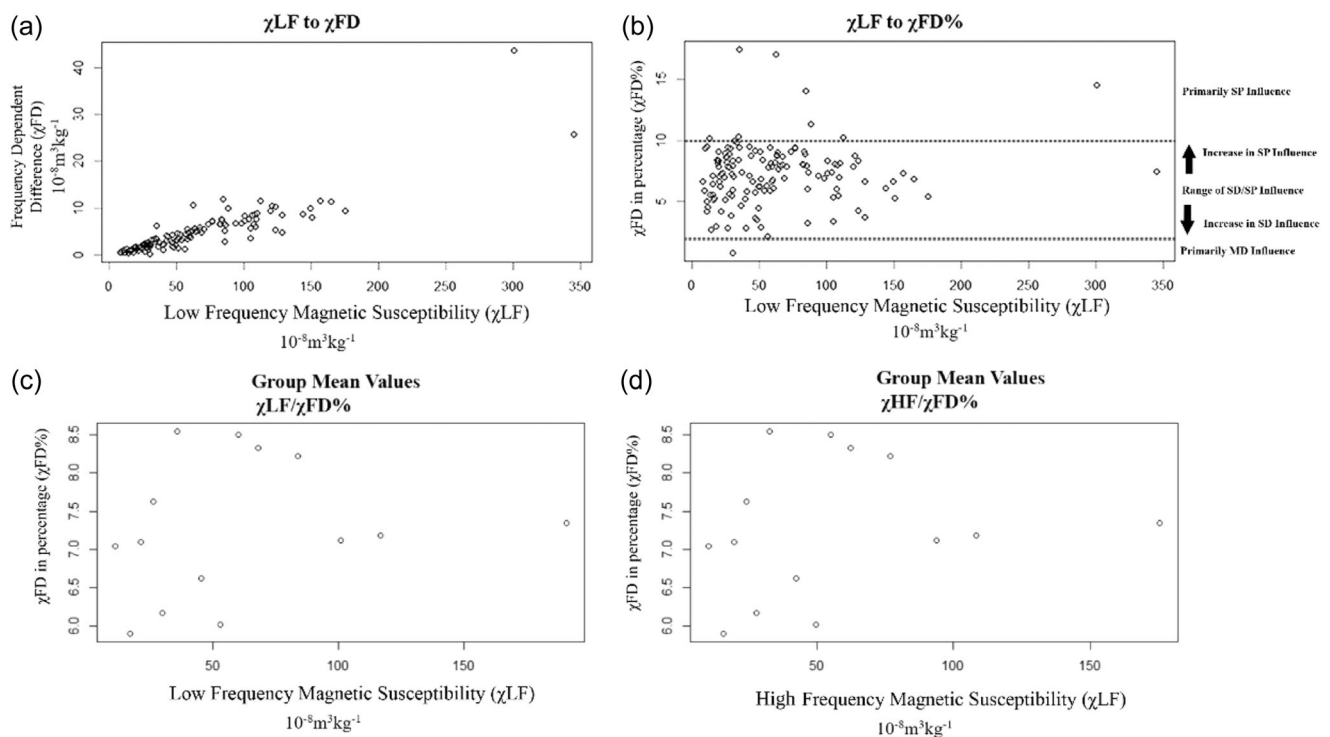 (a)
χLF to χFD
Frequency Dependent
Difference (χFD)
10-8m3kg-1
0
10
20
30
40
0
50
100
150
200
250
300
350
Low Frequency Magnetic Susceptibility (χLF)
10-8m3kg-1
(b)
χLF to χFD%
χFD in percentage (χFD%)
5
10
15
0
50
100
150
200
250
300
350
Low Frequency Magnetic Susceptibility (χLF)
10-8m3kg-1
Primarily SP Influence
Increase in SP Influence
Range of SD/SP Influence
Increase in SD Influence
Primarily MD Influence
(c)
Group Mean Values
χLF/χFD%
χFD in percentage (χFD%)
6.0
6.5
7.0
7.5
8.0
8.5
50
100
150
Low Frequency Magnetic Susceptibility (χLF)
10-8m3kg-1
(d)
Group Mean Values
χHF/χFD%
χFD in percentage (χFD%)
6.0
6.5
7.0
7.5
8.0
8.5
50
100
150
High Frequency Magnetic Susceptibility (χLF)
10-8m3kg-1